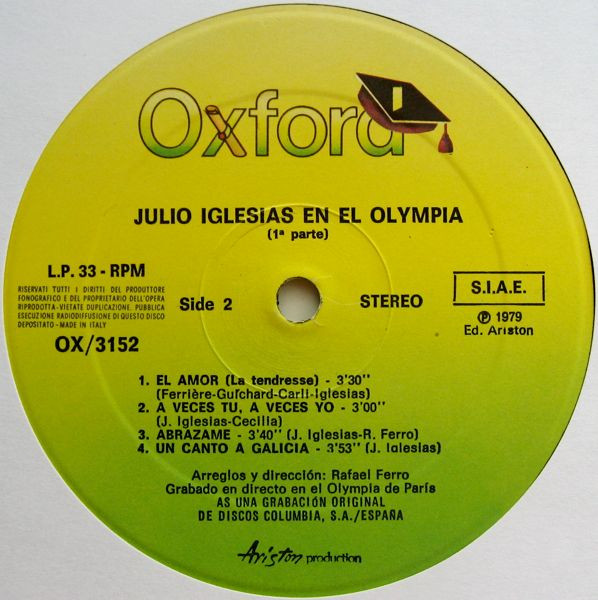 Oxford
JULIO IGLESIAS EN EL OLYMPIA
(1ª parte)
L.P. 33 - RPM
RISERVATI TUTTI I DIRITTI DEL PRODUTTORE
FONOGRAFICO E DEL PROPRIETARIO DELL'OPERA
RIPRODOTTA-VIETATE DUPLICAZIONE, PUBBLICA
ESECUZIONE RADIODIFFUSIONE DI QUESTO DISCO
DEPOSITATO - MADE IN ITALY
OX/3152
Side 2
STEREO
S.I.A.E.
℗ 1979
Ed. Ariston
1. EL AMOR (La tendresse) - 3'30"
(Ferrière-Guichard-Carli-Iglesias)
2. A VECES TU, A VECES YO - 3'00"
(J. Iglesias-Cecilia)
3. ABRAZAME - 3'40" (J. Iglesias-R. Ferro)
4. UN CANTO A GALICIA - 3'53" (J. Iglesias)
Arreglos y dirección: Rafael Ferro
Grabado en directo en el Olympia de París
AS UNA GRABACIÓN ORIGINAL
DE DISCOS COLUMBIA, S.A./ESPAÑA
Ariston production